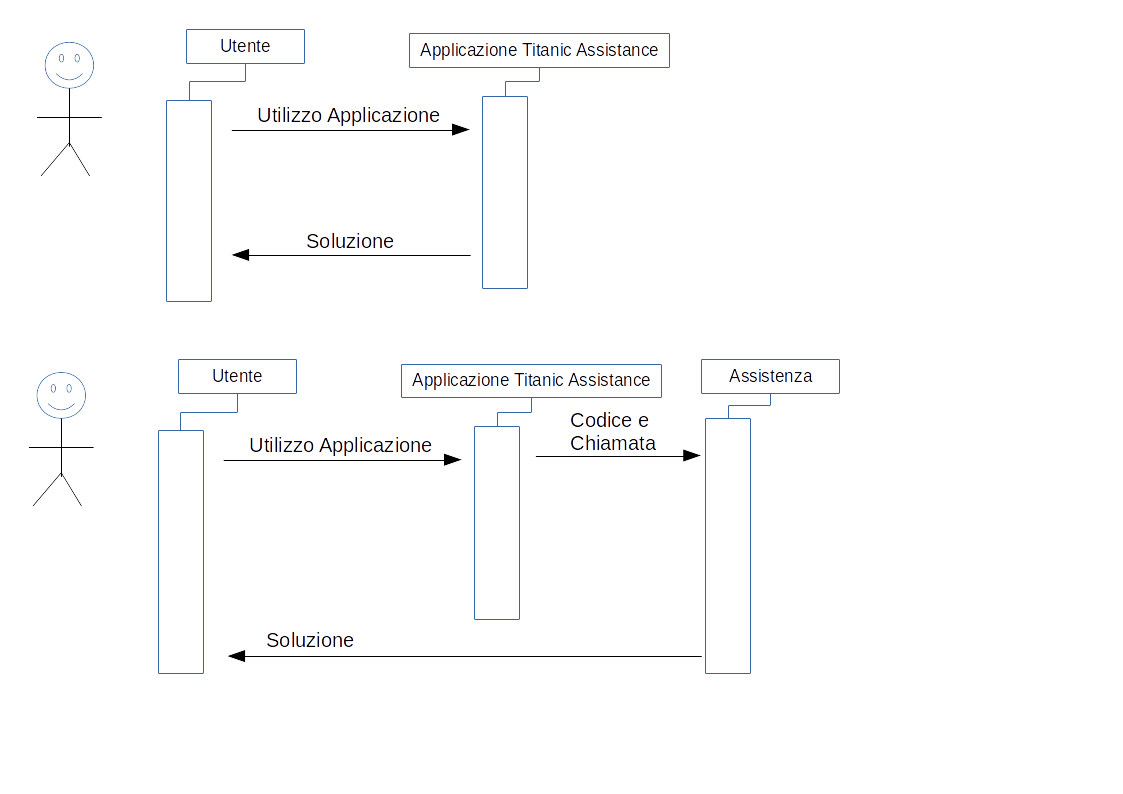 Utente
Applicazione Titanic Assistance
Utilizzo Applicazione
Soluzione
Utente
Applicazione Titanic Assistance
Assistenza
Codice e
Chiamata
Utilizzo Applicazione
Soluzione